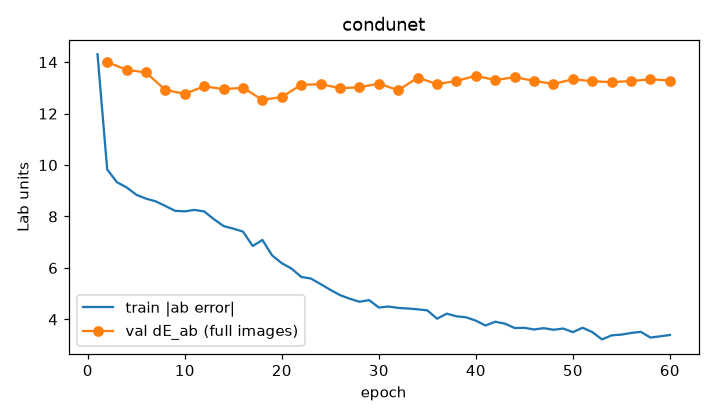 condunet
14
12
10
8
6
4
Lab units
train |ab error|
val dE_ab (full images)
0
10
20
30
40
50
60
epoch